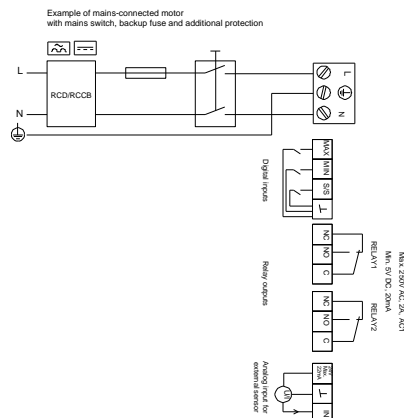 Example of mains-connected motor
with mains switch, backup fuse and additional protection
L
RCD/RCCB
N
L
N
MAX
MIN
S/S
Digital inputs
NC
NO
C
RELAY1
Relay outputs
NC
NO
C
RELAY2
Max. 250V AC, 2A, AC1
Min. 5V DC, 20mA
Max.
22mA
IN
U/I
Analog input for
external sensor